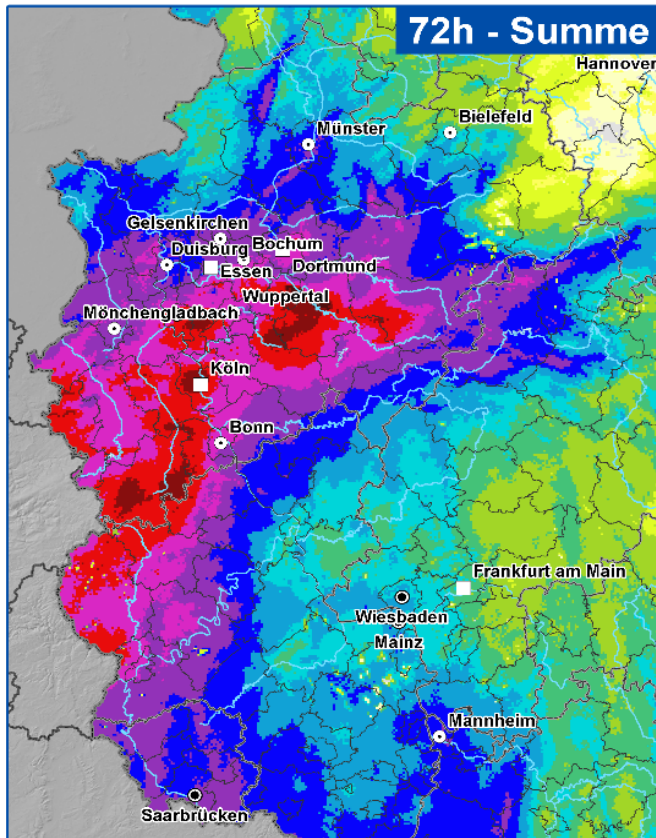 72h - Summe
Hannover
Bielefeld
Münster
Gelsenkirchen
Duisburg
Bochum
Essen
Dortmund
Wuppertal
Mönchengladbach
Köln
Bonn
Frankfurt am Main
Wiesbaden
Mainz
Mannheim
Saarbrücken